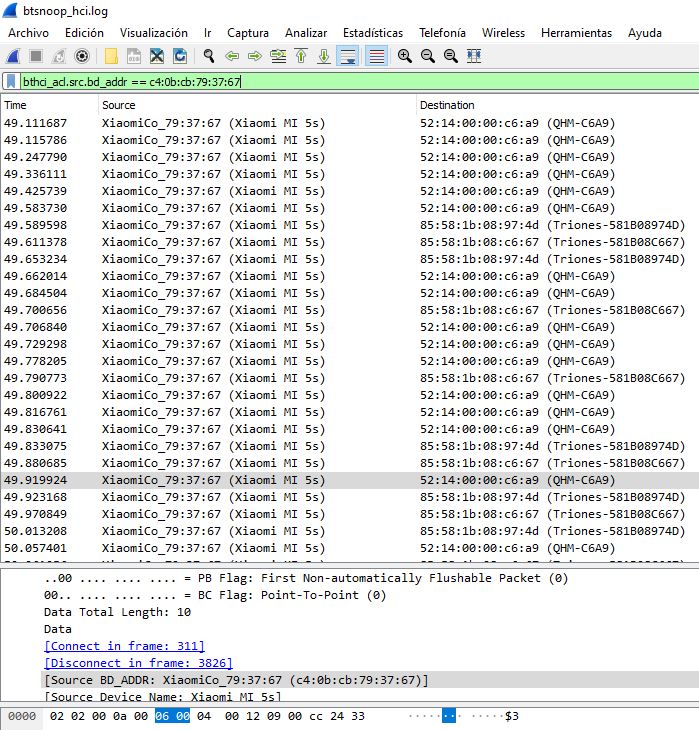 btsnoop_hci.log
Archivo Edición Visualización Ir Captura Analizar Estadísticas Telefonía Wireless Herramientas Ayuda
bthci_acl.src.bd_addr == c4:0b:cb:79:37:67
Time Source Destination
49.111687 XiaomiCo_79:37:67 (Xiaomi MI 5s) 52:14:00:00:c6:a9 (QHM-C6A9)
49.115786 XiaomiCo_79:37:67 (Xiaomi MI 5s) 52:14:00:00:c6:a9 (QHM-C6A9)
49.247790 XiaomiCo_79:37:67 (Xiaomi MI 5s) 52:14:00:00:c6:a9 (QHM-C6A9)
49.336111 XiaomiCo_79:37:67 (Xiaomi MI 5s) 52:14:00:00:c6:a9 (QHM-C6A9)
49.425739 XiaomiCo_79:37:67 (Xiaomi MI 5s) 52:14:00:00:c6:a9 (QHM-C6A9)
49.583730 XiaomiCo_79:37:67 (Xiaomi MI 5s) 52:14:00:00:c6:a9 (QHM-C6A9)
49.589598 XiaomiCo_79:37:67 (Xiaomi MI 5s) 85:58:1b:08:97:4d (Triones-581B08974D)
49.611378 XiaomiCo_79:37:67 (Xiaomi MI 5s) 85:58:1b:08:c6:67 (Triones-581B08C667)
49.653234 XiaomiCo_79:37:67 (Xiaomi MI 5s) 85:58:1b:08:97:4d (Triones-581B08974D)
49.662014 XiaomiCo_79:37:67 (Xiaomi MI 5s) 52:14:00:00:c6:a9 (QHM-C6A9)
49.684504 XiaomiCo_79:37:67 (Xiaomi MI 5s) 52:14:00:00:c6:a9 (QHM-C6A9)
49.700656 XiaomiCo_79:37:67 (Xiaomi MI 5s) 85:58:1b:08:c6:67 (Triones-581B08C667)
49.706840 XiaomiCo_79:37:67 (Xiaomi MI 5s) 52:14:00:00:c6:a9 (QHM-C6A9)
49.729298 XiaomiCo_79:37:67 (Xiaomi MI 5s) 52:14:00:00:c6:a9 (QHM-C6A9)
49.778205 XiaomiCo_79:37:67 (Xiaomi MI 5s) 52:14:00:00:c6:a9 (QHM-C6A9)
49.790773 XiaomiCo_79:37:67 (Xiaomi MI 5s) 85:58:1b:08:c6:67 (Triones-581B08C667)
49.800922 XiaomiCo_79:37:67 (Xiaomi MI 5s) 52:14:00:00:c6:a9 (QHM-C6A9)
49.816761 XiaomiCo_79:37:67 (Xiaomi MI 5s) 52:14:00:00:c6:a9 (QHM-C6A9)
49.830641 XiaomiCo_79:37:67 (Xiaomi MI 5s) 52:14:00:00:c6:a9 (QHM-C6A9)
49.833075 XiaomiCo_79:37:67 (Xiaomi MI 5s) 85:58:1b:08:97:4d (Triones-581B08974D)
49.880685 XiaomiCo_79:37:67 (Xiaomi MI 5s) 85:58:1b:08:c6:67 (Triones-581B08C667)
49.919924 XiaomiCo_79:37:67 (Xiaomi MI 5s) 52:14:00:00:c6:a9 (QHM-C6A9)
49.923168 XiaomiCo_79:37:67 (Xiaomi MI 5s) 85:58:1b:08:97:4d (Triones-581B08974D)
49.970849 XiaomiCo_79:37:67 (Xiaomi MI 5s) 85:58:1b:08:c6:67 (Triones-581B08C667)
50.013208 XiaomiCo_79:37:67 (Xiaomi MI 5s) 85:58:1b:08:97:4d (Triones-581B08974D)
50.057401 XiaomiCo_79:37:67 (Xiaomi MI 5s) 52:14:00:00:c6:a9 (QHM-C6A9)
..00 .... .... .... = PB Flag: First Non-automatically Flushable Packet (0)
00.. .... .... .... = BC Flag: Point-To-Point (0)
Data Total Length: 10
Data
[Connect in frame: 311]
[Disconnect in frame: 3826]
[Source BD_ADDR: XiaomiCo_79:37:67 (c4:0b:cb:79:37:67)]
[Source Device Name: Xiaomi MI 5s]
0000 02 02 00 0a 00 06 00 04 00 12 09 00 cc 24 33 ········ ·····$3